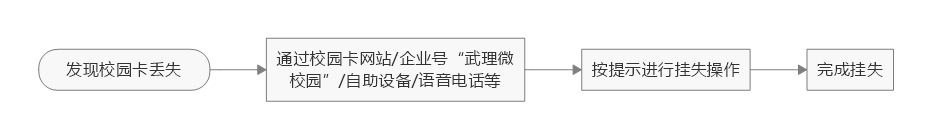 发现校园卡丢失
通过校园卡网站/企业号“武理微
校园”/自助设备/语音电话等
按提示进行挂失操作
完成挂失